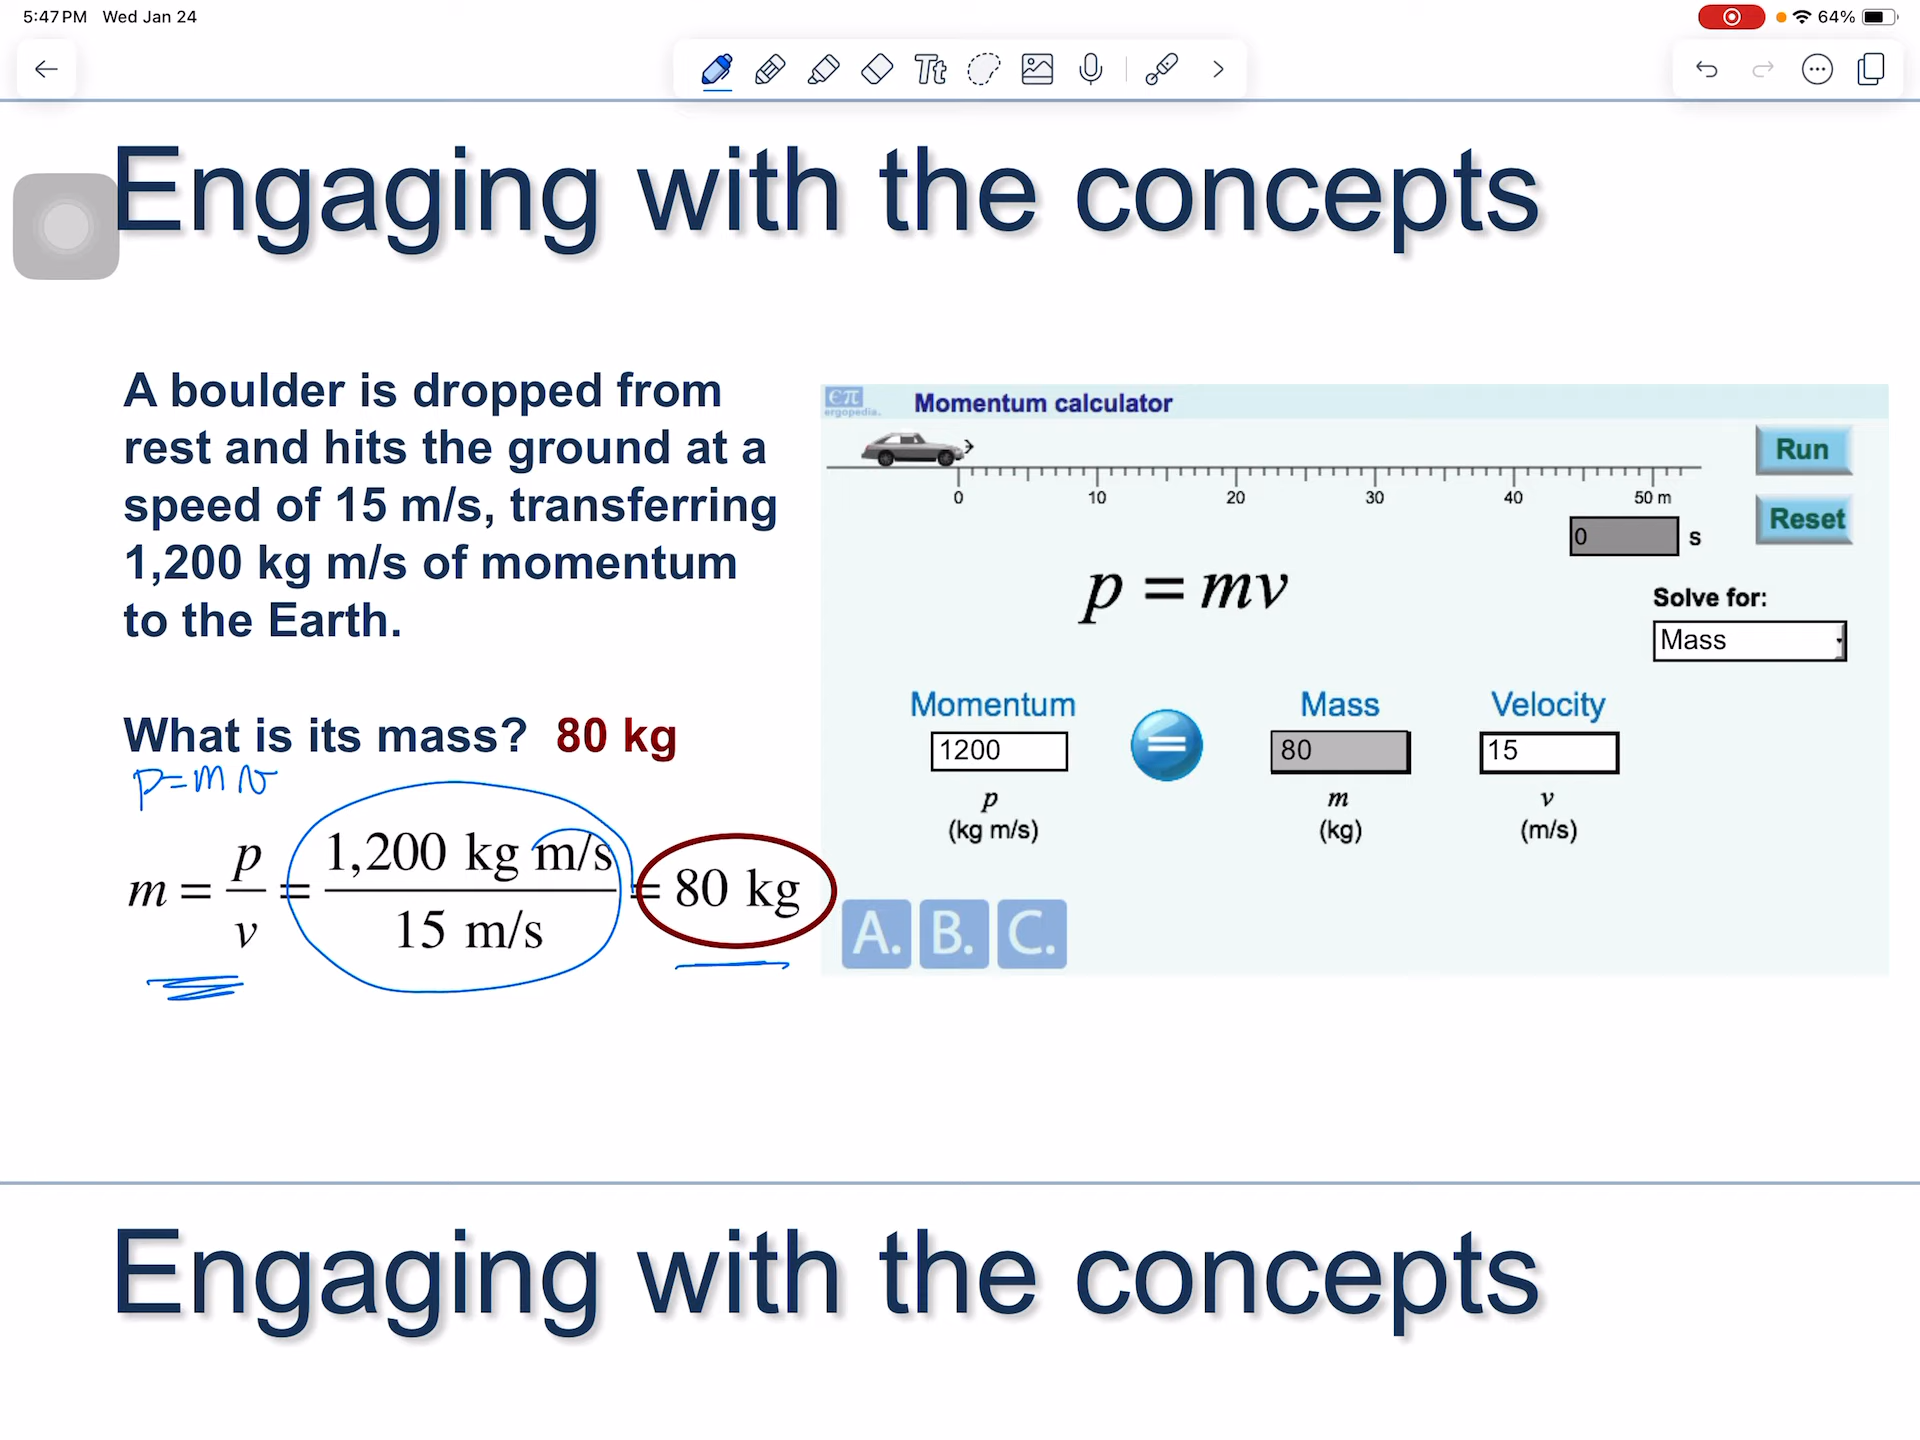 5:47 PM Wed Jan 24
64%
Tt
Engaging with the concepts
A boulder is dropped from
rest and hits the ground at a
speed of 15 m/s, transferring
1,200 kg m/s of momentum
to the Earth.
What is its mass? 80 kg
p=mv
m = p/v = 1,200 kg m/s / 15 m/s = 80 kg
eπ
ergopedia.
Momentum calculator
Run
0 10 20 30 40 50 m
Reset
0 s
p = mv
Solve for:
Mass
Momentum = Mass Velocity
1200 80 15
p m v
(kg m/s) (kg) (m/s)
A. B. C.
Engaging with the concepts